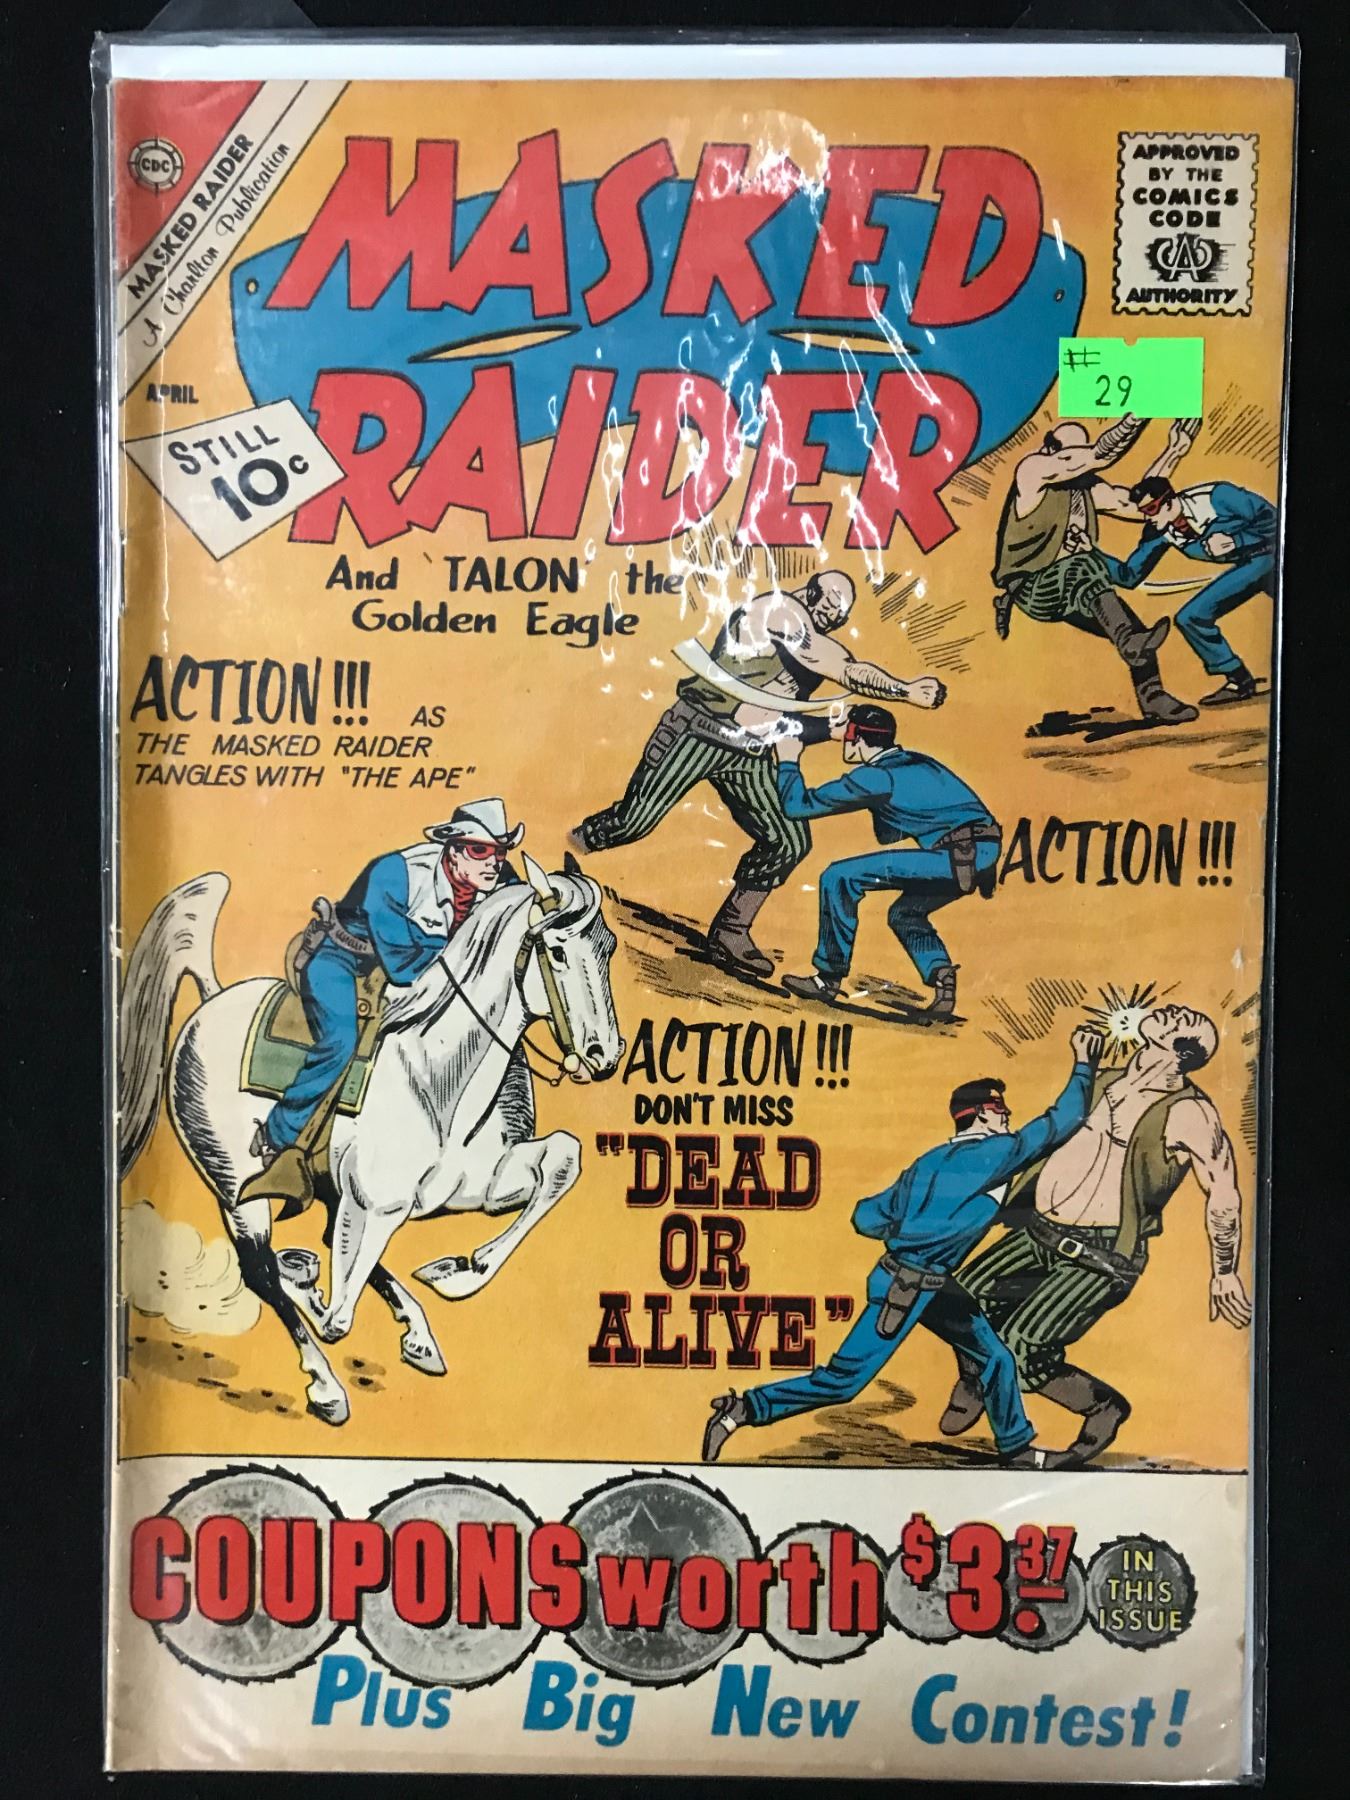 CDC
MASKED RAIDER
A Charlton Publication
APRIL
STILL
10c
MASKED
RAIDER
And 'TALON' the
Golden Eagle
APPROVED
BY THE
COMICS
CODE
CA
AUTHORITY
#
29
ACTION!!! AS
THE MASKED RAIDER
TANGLES WITH "THE APE"
ACTION!!!
ACTION!!!
DON'T MISS
"DEAD
OR
ALIVE"
COUPONS worth $3.37
IN
THIS
ISSUE
Plus Big New Contest!